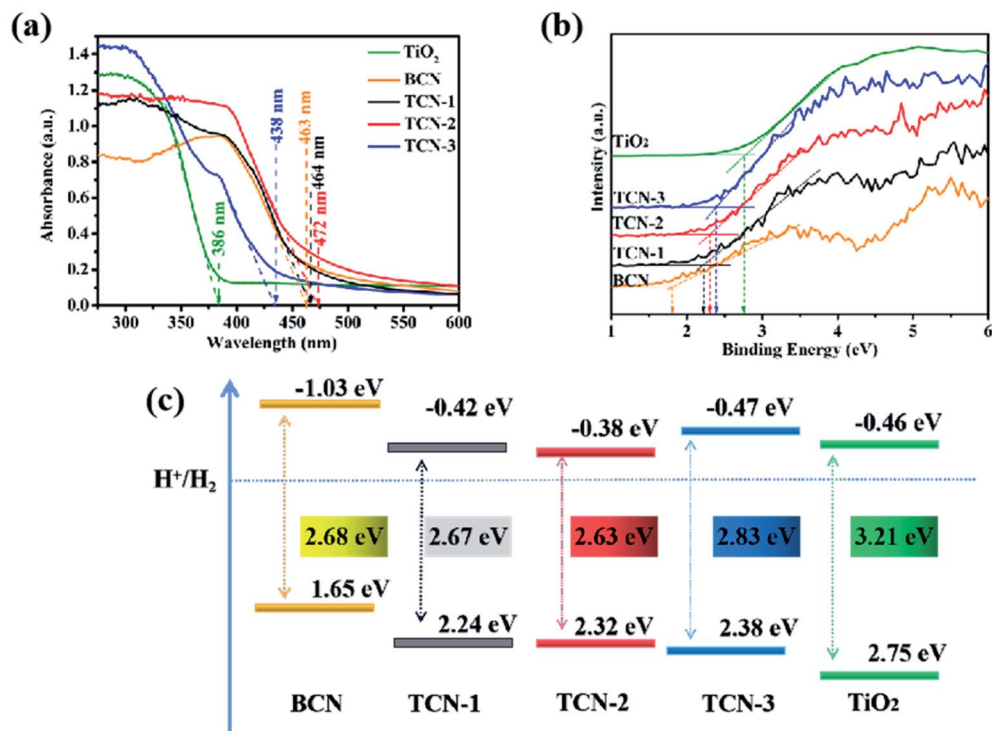 (a)
1.4
1.2
1.0
0.8
0.6
0.4
0.2
0.0
Absorbance (a.u.)
TiO2
BCN
TCN-1
TCN-2
TCN-3
386 nm
438 nm
463 nm
464 nm
472 nm
275 300 350 400 450 500 550 600
Wavelength (nm)
(b)
Intensity (a.u.)
TiO2
TCN-3
TCN-2
TCN-1
BCN
1 2 3 4 5 6
Binding Energy (eV)
(c)
H+/H2
-1.03 eV -0.42 eV -0.38 eV -0.47 eV -0.46 eV
2.68 eV 2.67 eV 2.63 eV 2.83 eV 3.21 eV
1.65 eV 2.24 eV 2.32 eV 2.38 eV 2.75 eV
BCN TCN-1 TCN-2 TCN-3 TiO2